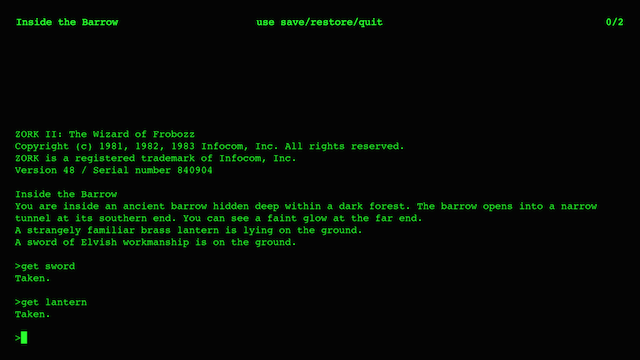 Inside the Barrow use save/restore/quit 0/2
ZORK II: The Wizard of Frobozz
Copyright (c) 1981, 1982, 1983 Infocom, Inc. All rights reserved.
ZORK is a registered trademark of Infocom, Inc.
Version 48 / Serial number 840904
Inside the Barrow
You are inside an ancient barrow hidden deep within a dark forest. The barrow opens into a narrow
tunnel at its southern end. You can see a faint glow at the far end.
A strangely familiar brass lantern is lying on the ground.
A sword of Elvish workmanship is on the ground.
>get sword
Taken.
>get lantern
Taken.
>